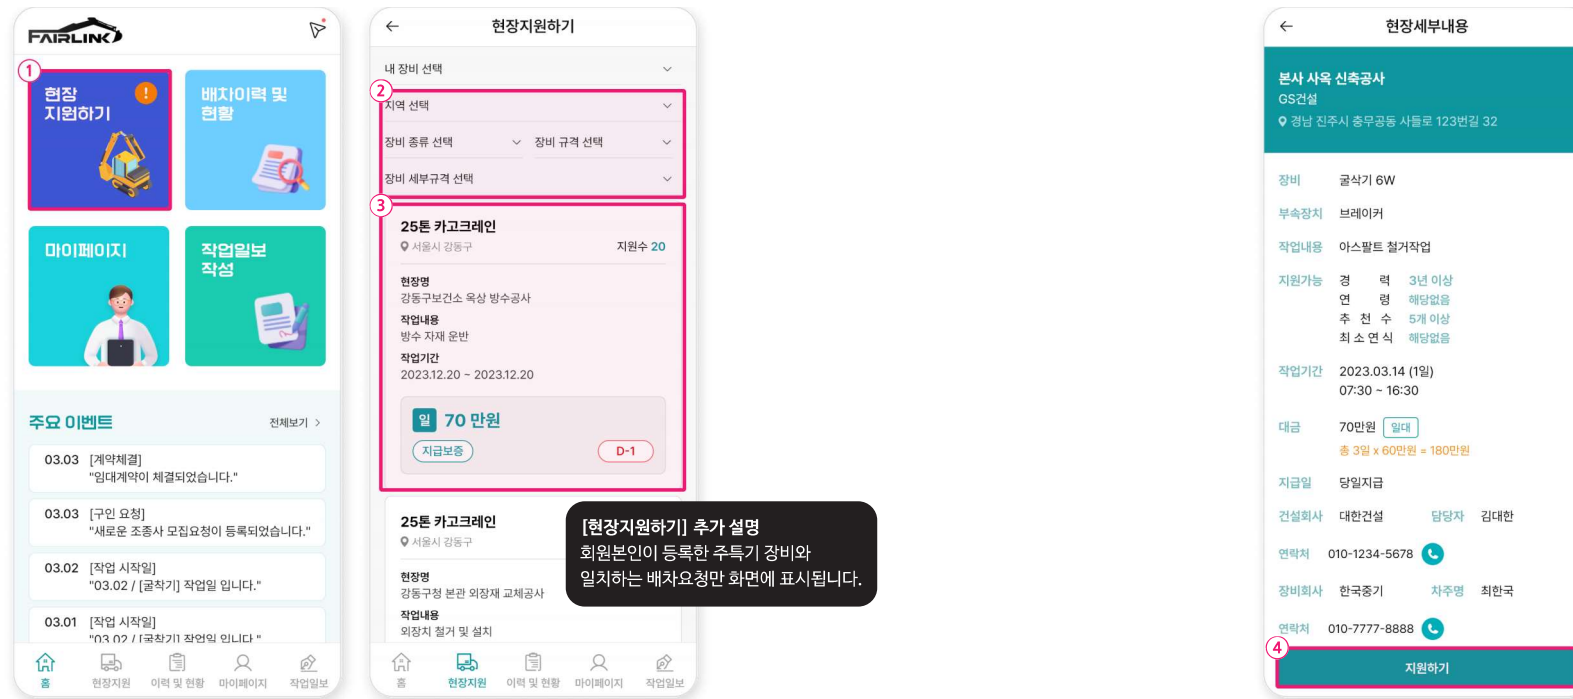 FAIRLINK
①
현장
지원하기
!
배차이력 및
현황
마이페이지
작업일보
작성
주요 이벤트
전체보기 >
03.03 [계약체결]
"임대계약이 체결되었습니다."
03.03 [구인 요청]
"새로운 조종사 모집요청이 등록되었습니다."
03.02 [작업 시작일]
"03.02 / [굴착기] 작업일 입니다."
03.01 [작업 시작일]
"03.02 / [굴착기] 작업일 입니다."
홈 현장지원 이력 및 현황 마이페이지 작업일보
현장지원하기
내 장비 선택
②
지역 선택
장비 종류 선택 장비 규격 선택
장비 세부규격 선택
③
25톤 카고크레인
서울시 강동구 지원수 20
현장명
강동구보건소 옥상 방수공사
작업내용
방수 자재 운반
작업기간
2023.12.20 ~ 2023.12.20
일 70 만원
지급보증 D-1
25톤 카고크레인
서울시 강동구
현장명
강동구청 본관 외장재 교체공사
작업내용
외장치 철거 및 설치
홈 현장지원 이력 및 현황 마이페이지 작업일보
[현장지원하기] 추가 설명
회원본인이 등록한 주특기 장비와
일치하는 배차요청만 화면에 표시됩니다.
현장세부내용
본사 사옥 신축공사
GS건설
경남 진주시 충무공동 사들로 123번길 32
장비 굴삭기 6W
부속장치 브레이커
작업내용 아스팔트 철거작업
지원가능 경 력 3년 이상
연 령 해당없음
추 천 수 5개 이상
최 소 연 식 해당없음
작업기간 2023.03.14 (1일)
07:30 ~ 16:30
대금 70만원 일대
총 3일 x 60만원 = 180만원
지급일 당일지급
건설회사 대한건설 담당자 김대한
연락처 010-1234-5678
장비회사 한국중기 차주명 최한국
연락처 010-7777-8888
④
지원하기